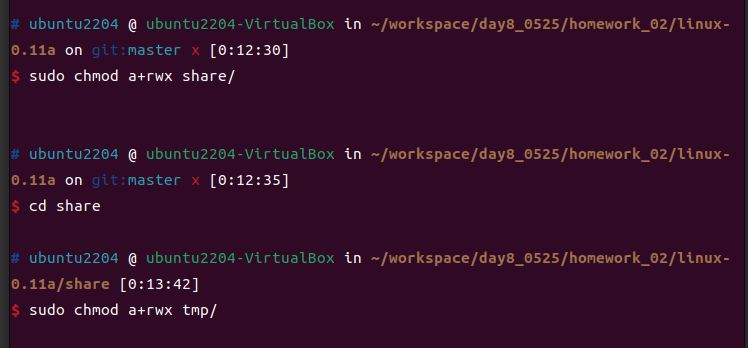 # ubuntu2204 @ ubuntu2204-VirtualBox in ~/workspace/day8_0525/homework_02/linux-
0.11a on git:master x [0:12:30]
$ sudo chmod a+rwx share/
# ubuntu2204 @ ubuntu2204-VirtualBox in ~/workspace/day8_0525/homework_02/linux-
0.11a on git:master x [0:12:35]
$ cd share
# ubuntu2204 @ ubuntu2204-VirtualBox in ~/workspace/day8_0525/homework_02/linux-
0.11a/share [0:13:42]
$ sudo chmod a+rwx tmp/